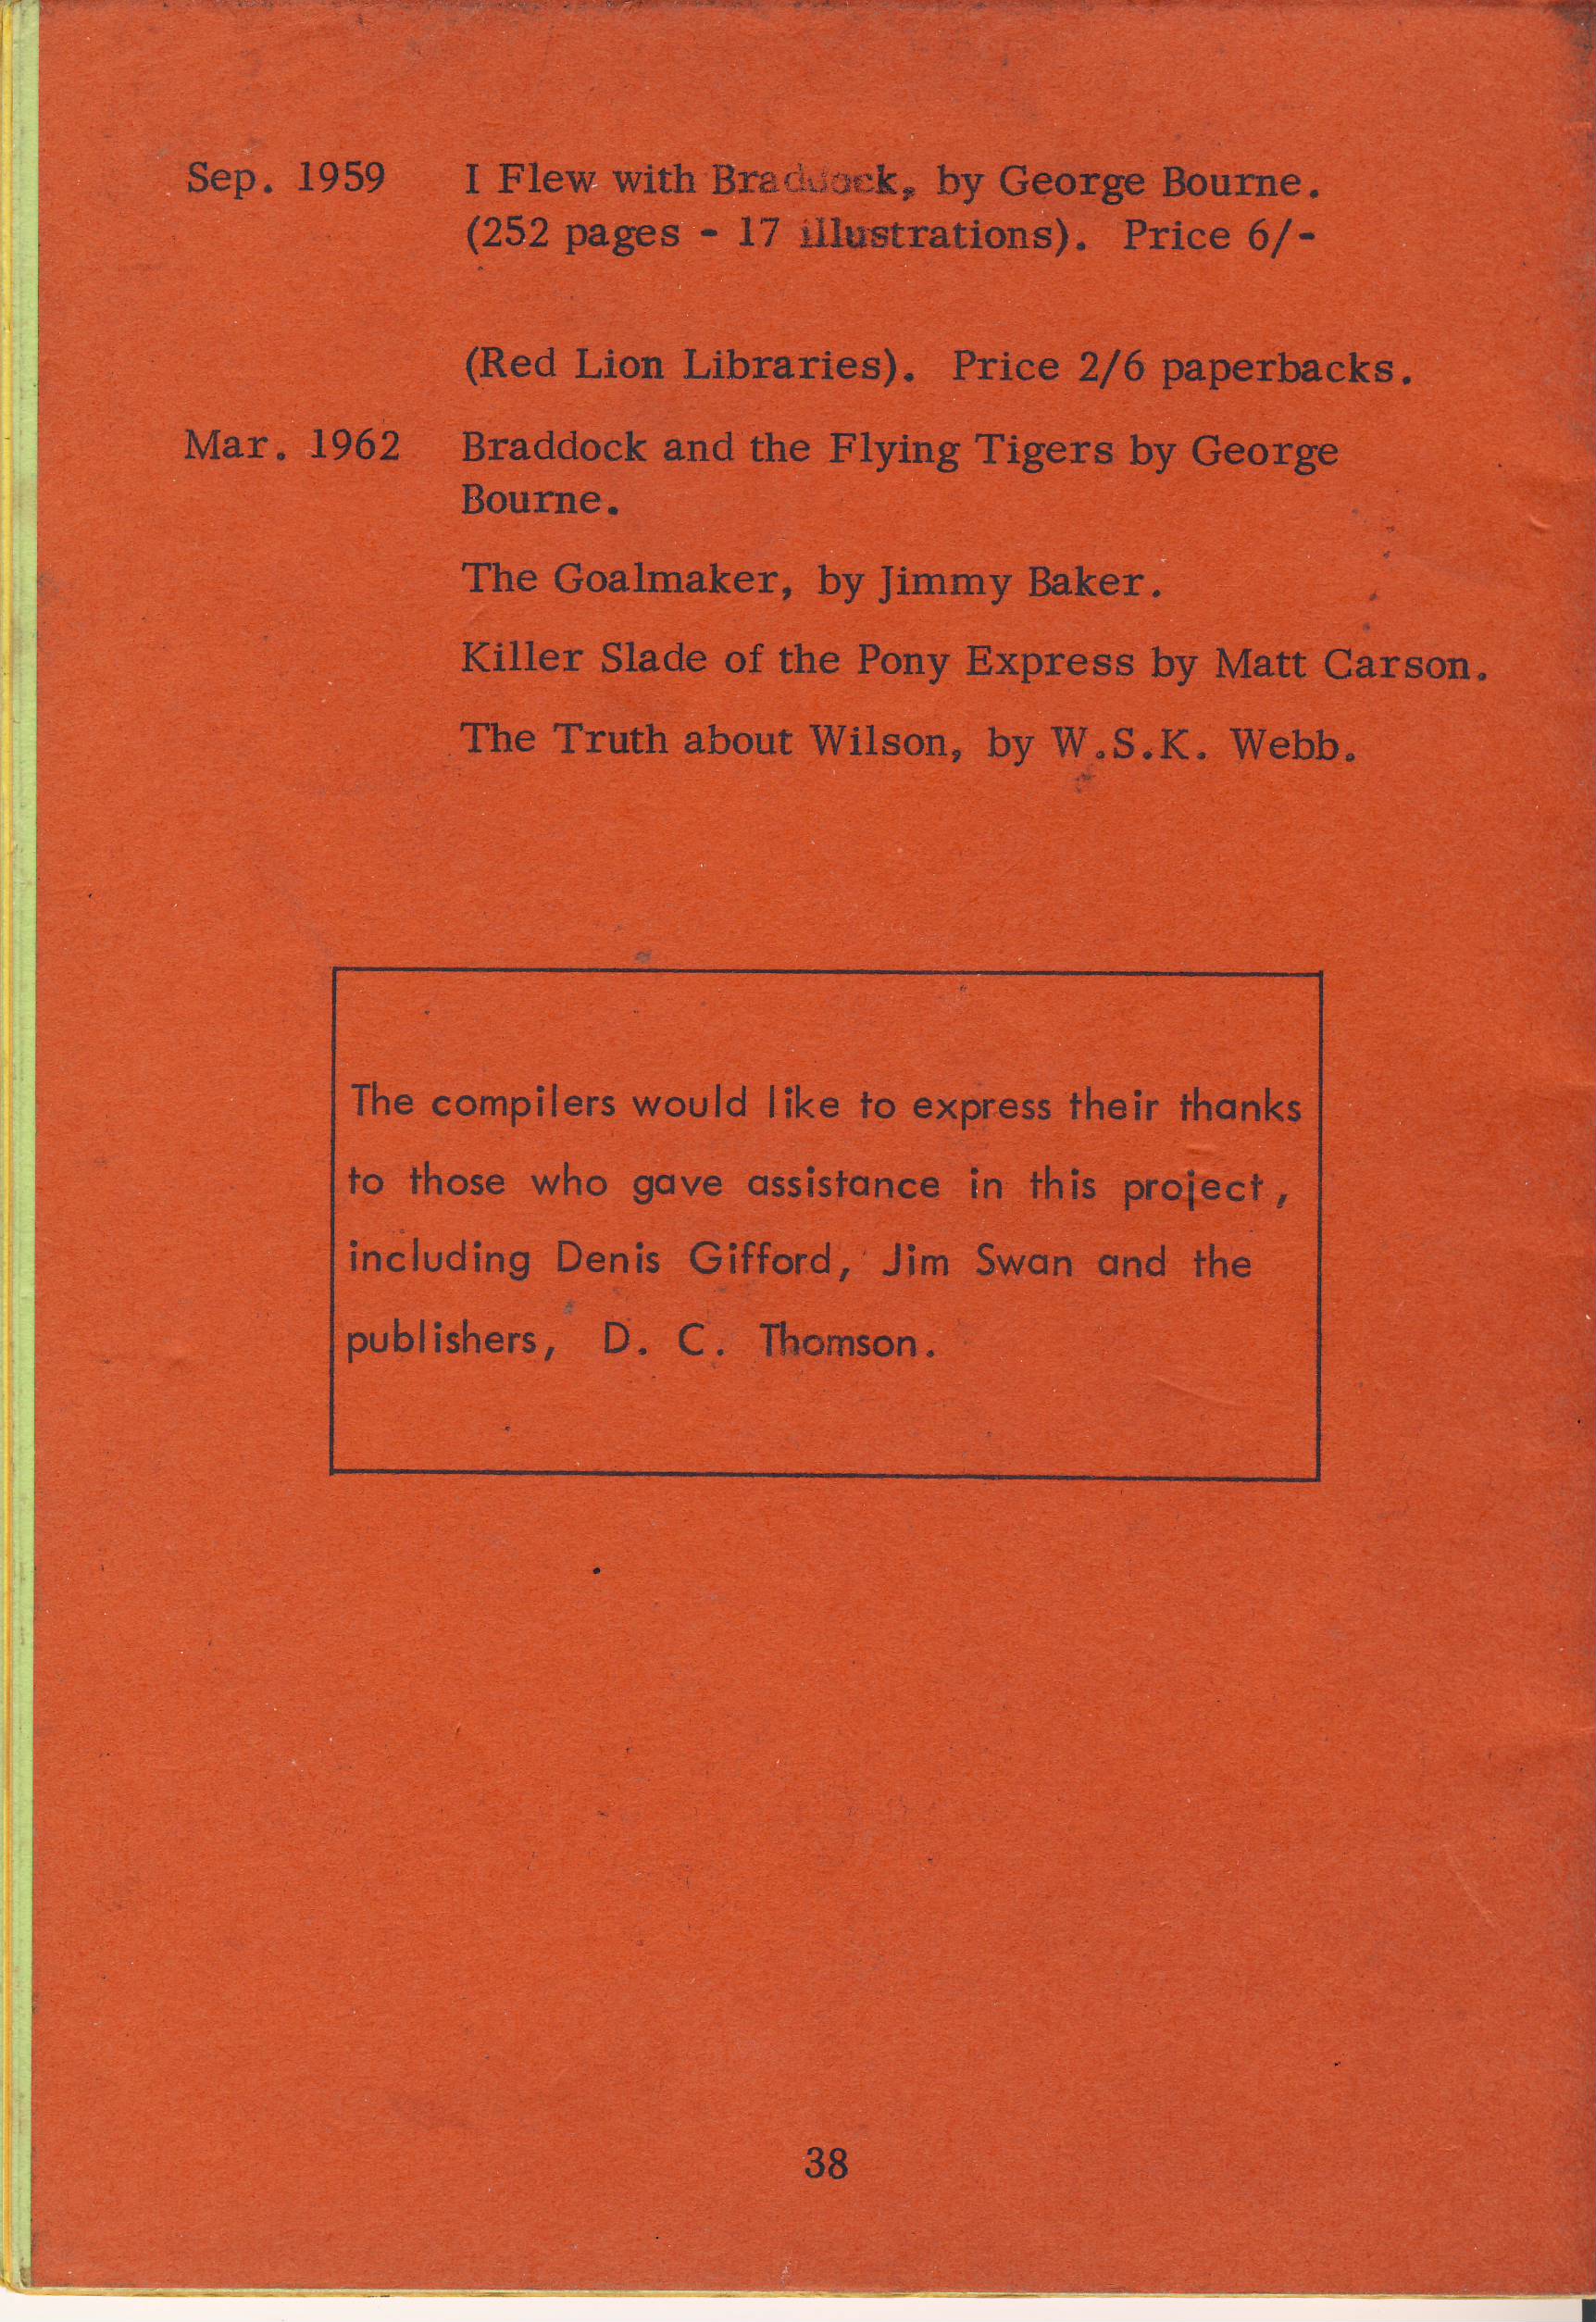 Sep. 1959 I Flew with Braddock, by George Bourne.
(252 pages - 17 illustrations). Price 6/-
(Red Lion Libraries). Price 2/6 paperbacks.
Mar. 1962 Braddock and the Flying Tigers by George
Bourne.
The Goalmaker, by Jimmy Baker.
Killer Slade of the Pony Express by Matt Carson.
The Truth about Wilson, by W.S.K. Webb.
The compilers would like to express their thanks
to those who gave assistance in this project,
including Denis Gifford, Jim Swan and the
publishers, D. C. Thomson.
38